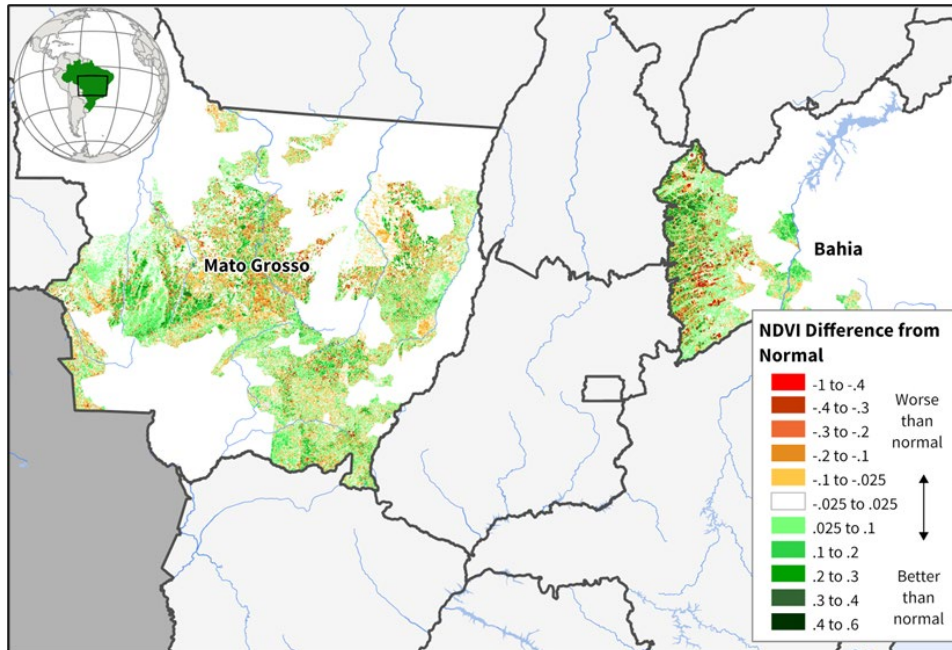 Mato Grosso
Bahia
NDVI Difference from
Normal
-1 to -.4
-.4 to -.3
-.3 to -.2
-.2 to -.1
-.1 to -.025
-.025 to .025
.025 to .1
.1 to .2
.2 to .3
.3 to .4
.4 to .6
Worse
than
normal
Better
than
normal